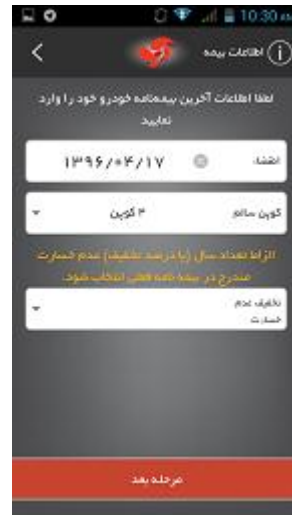 10:30 AM
اطلاعات بیمه
لطفا اطلاعات آخرین بیمه‌نامه خودرو خود را وارد
نمایید
انقضاء: ۱۳۹۶/۰۴/۱۷
کوپن سالم ۳ کوپن
الزاما تعداد سال (یا درصد تخفیف) عدم خسارت
مندرج در بیمه نامه فعلی انتخاب شود.
تخفیف عدم
خسارت
مرحله بعد